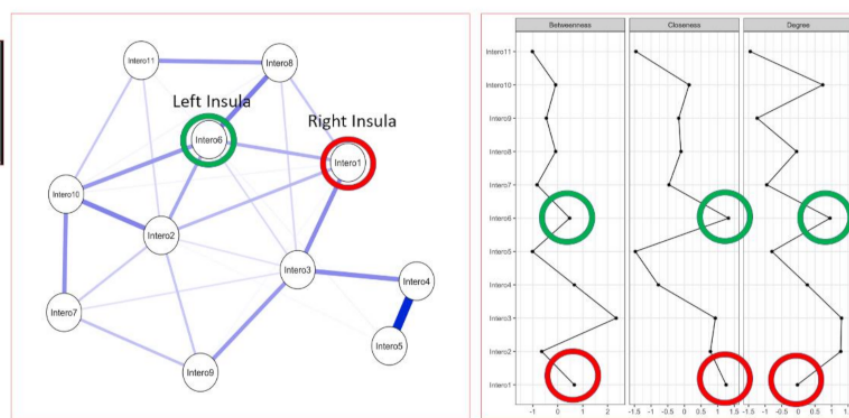 Intero11
Intero8
Left Insula
Right Insula
Intero6
Intero1
Intero10
Intero2
Intero3
Intero4
Intero7
Intero5
Intero9
Betweenness
Closeness
Degree
Intero11
Intero10
Intero9
Intero8
Intero7
Intero6
Intero5
Intero4
Intero3
Intero2
Intero1
-1 0 1 2 -1.5 -1 -0.5 0 0.5 1 1.5 -1.5 -1 -0.5 0 0.5 1 1.5